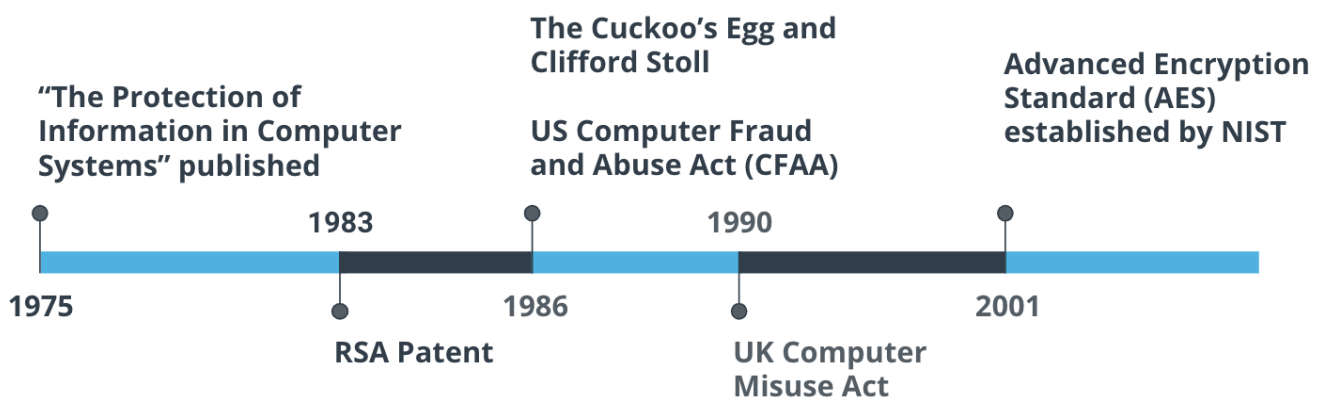 “The Protection of
Information in Computer
Systems” published
1975
1983
RSA Patent
The Cuckoo’s Egg and
Clifford Stoll
US Computer Fraud
and Abuse Act (CFAA)
1986
1990
UK Computer
Misuse Act
Advanced Encryption
Standard (AES)
established by NIST
2001